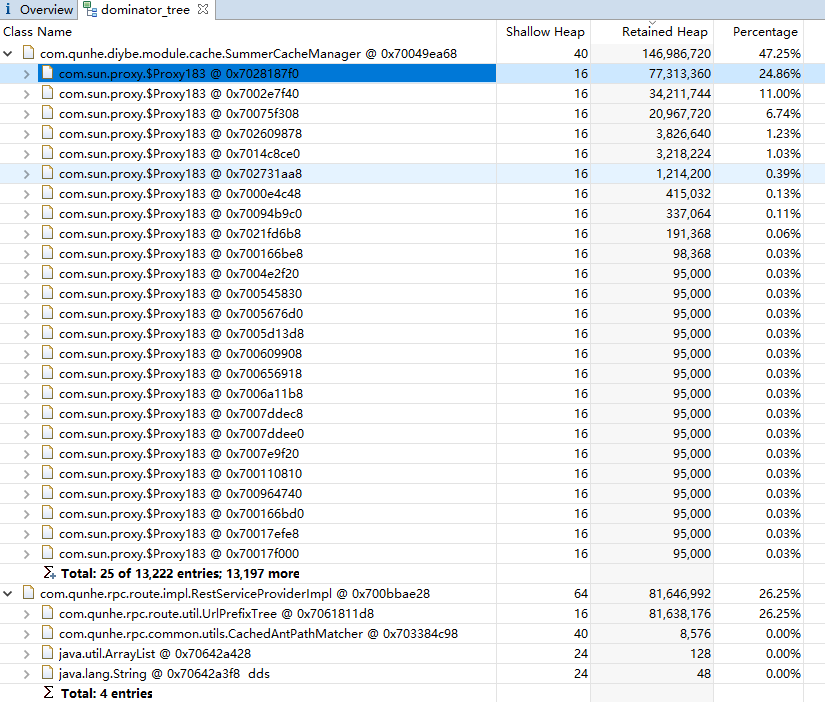 Overview dominator_tree
Class Name Shallow Heap Retained Heap Percentage
com.qunhe.diybe.module.cache.SummerCacheManager @ 0x70049ea68 40 146,986,720 47.25%
com.sun.proxy.$Proxy183 @ 0x7028187f0 16 77,313,360 24.86%
com.sun.proxy.$Proxy183 @ 0x7002e7f40 16 34,211,744 11.00%
com.sun.proxy.$Proxy183 @ 0x70075f308 16 20,967,720 6.74%
com.sun.proxy.$Proxy183 @ 0x702609878 16 3,826,640 1.23%
com.sun.proxy.$Proxy183 @ 0x7014c8ce0 16 3,218,224 1.03%
com.sun.proxy.$Proxy183 @ 0x702731aa8 16 1,214,200 0.39%
com.sun.proxy.$Proxy183 @ 0x7000e4c48 16 415,032 0.13%
com.sun.proxy.$Proxy183 @ 0x70094b9c0 16 337,064 0.11%
com.sun.proxy.$Proxy183 @ 0x7021fd6b8 16 191,368 0.06%
com.sun.proxy.$Proxy183 @ 0x700166be8 16 98,368 0.03%
com.sun.proxy.$Proxy183 @ 0x7004e2f20 16 95,000 0.03%
com.sun.proxy.$Proxy183 @ 0x700545830 16 95,000 0.03%
com.sun.proxy.$Proxy183 @ 0x7005676d0 16 95,000 0.03%
com.sun.proxy.$Proxy183 @ 0x7005d13d8 16 95,000 0.03%
com.sun.proxy.$Proxy183 @ 0x700609908 16 95,000 0.03%
com.sun.proxy.$Proxy183 @ 0x700656918 16 95,000 0.03%
com.sun.proxy.$Proxy183 @ 0x7006a11b8 16 95,000 0.03%
com.sun.proxy.$Proxy183 @ 0x7007ddec8 16 95,000 0.03%
com.sun.proxy.$Proxy183 @ 0x7007ddee0 16 95,000 0.03%
com.sun.proxy.$Proxy183 @ 0x7007e9f20 16 95,000 0.03%
com.sun.proxy.$Proxy183 @ 0x700110810 16 95,000 0.03%
com.sun.proxy.$Proxy183 @ 0x700964740 16 95,000 0.03%
com.sun.proxy.$Proxy183 @ 0x700166bd0 16 95,000 0.03%
com.sun.proxy.$Proxy183 @ 0x70017efe8 16 95,000 0.03%
com.sun.proxy.$Proxy183 @ 0x70017f000 16 95,000 0.03%
Total: 25 of 13,222 entries; 13,197 more
com.qunhe.rpc.route.impl.RestServiceProviderImpl @ 0x700bbae28 64 81,646,992 26.25%
com.qunhe.rpc.route.util.UrlPrefixTree @ 0x7061811d8 16 81,638,176 26.25%
com.qunhe.rpc.common.utils.CachedAntPathMatcher @ 0x703384c98 40 8,576 0.00%
java.util.ArrayList @ 0x70642a428 24 128 0.00%
java.lang.String @ 0x70642a3f8 dds 24 48 0.00%
Total: 4 entries